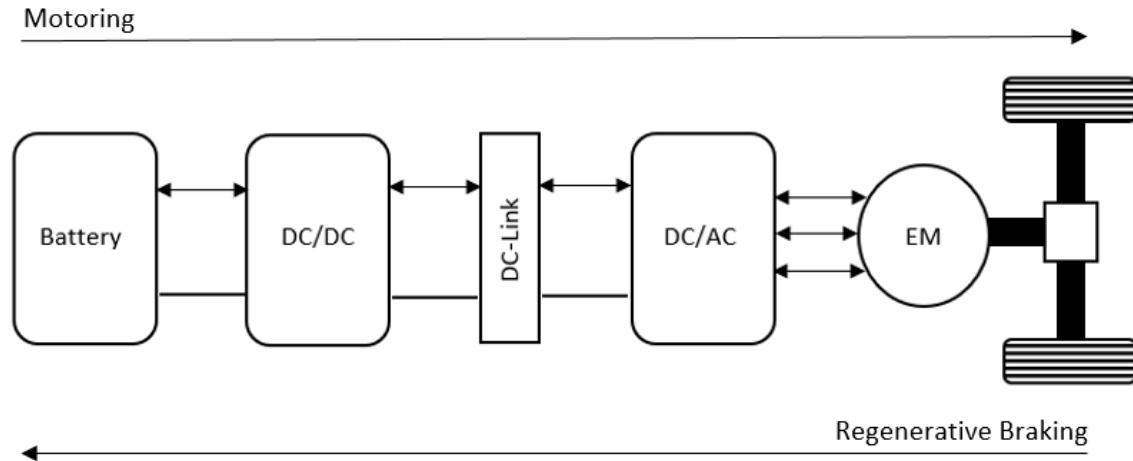 Motoring
Battery
DC/DC
DC-Link
DC/AC
EM
Regenerative Braking